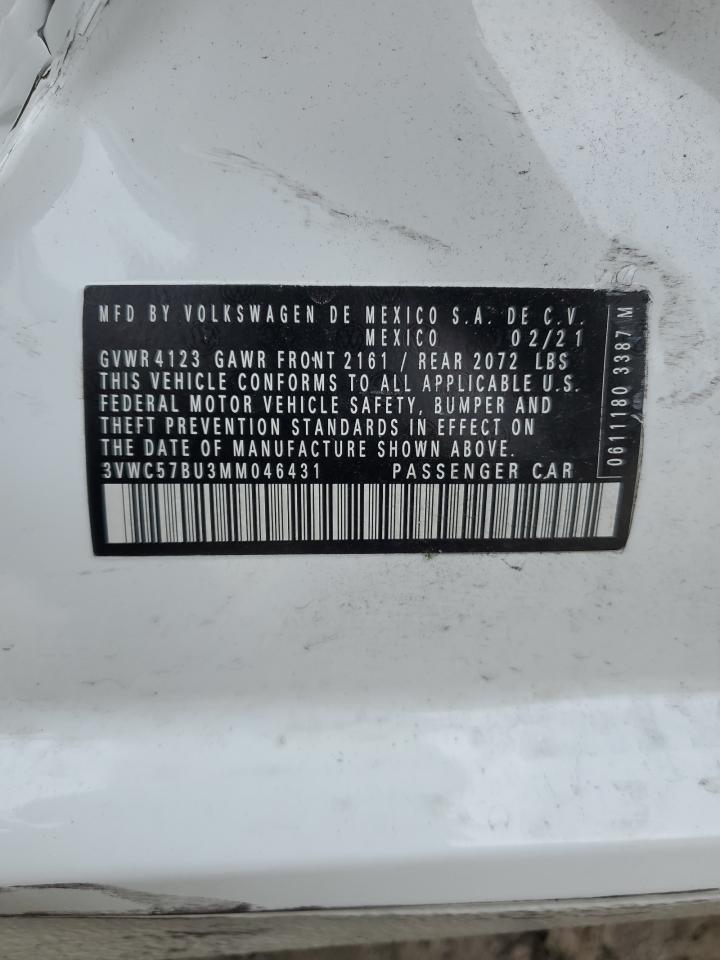 MFD BY VOLKSWAGEN DE MEXICO S.A. DE C.V.
MEXICO 02/21
GVWR 4123 GAWR FRONT 2161 / REAR 2072 LBS
THIS VEHICLE CONFORMS TO ALL APPLICABLE U.S.
FEDERAL MOTOR VEHICLE SAFETY, BUMPER AND
THEFT PREVENTION STANDARDS IN EFFECT ON
THE DATE OF MANUFACTURE SHOWN ABOVE.
3VWC57BU3MM046431 PASSENGER CAR
0611180 3387 M